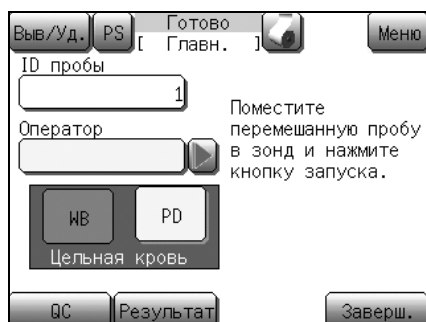 Выв/Уд. PS Готово Меню
[ Главн. ]
ID пробы
1
Оператор
Поместите
перемешанную пробу
в зонд и нажмите
кнопку запуска.
WB PD
Цельная кровь
QC Результат Заверш.